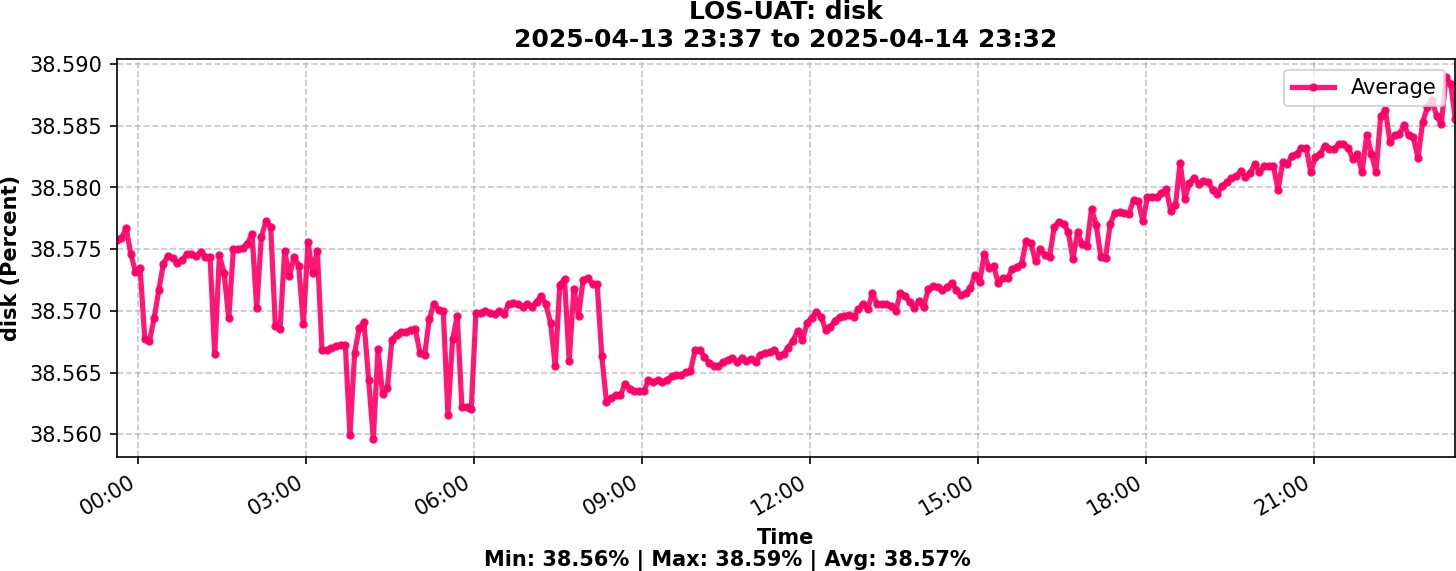 LOS-UAT: disk
2025-04-13 23:37 to 2025-04-14 23:32
38.590
38.585
38.580
38.575
38.570
38.565
38.560
disk (Percent)
Average
00:00
03:00
06:00
09:00
12:00
15:00
18:00
21:00
Time
Min: 38.56% | Max: 38.59% | Avg: 38.57%